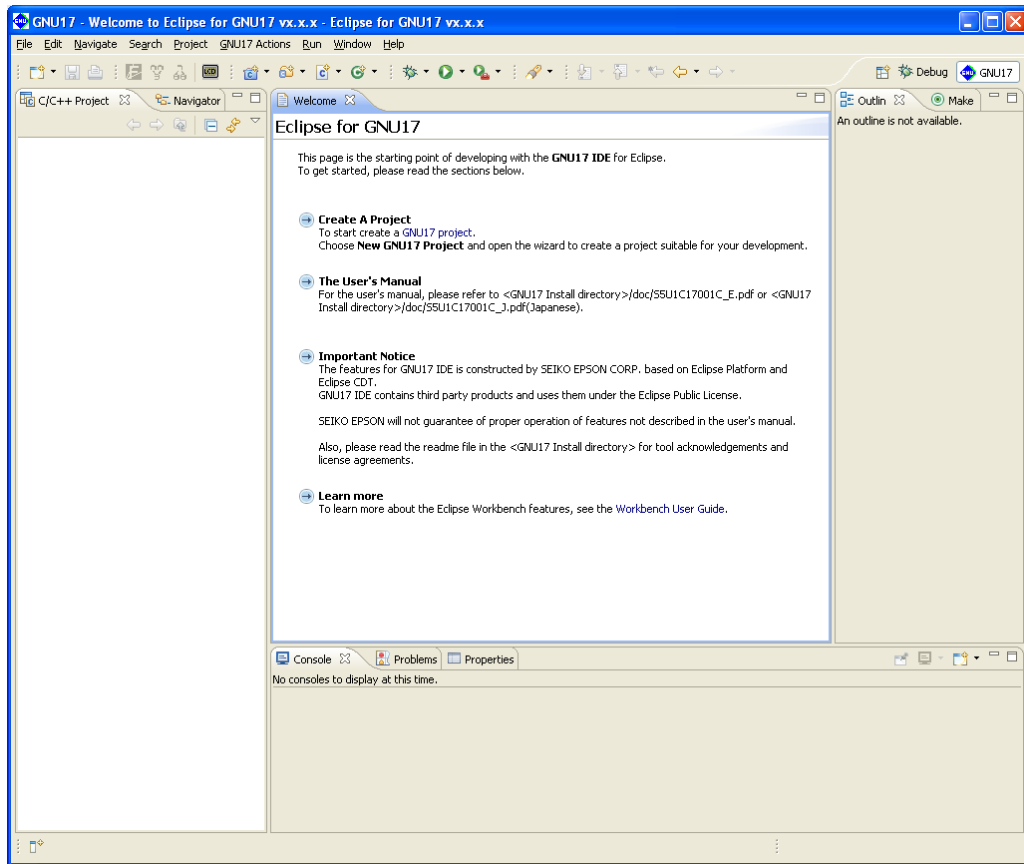 GNU17 - Welcome to Eclipse for GNU17 vx.x.x - Eclipse for GNU17 vx.x.x
File Edit Navigate Search Project GNU17 Actions Run Window Help
Debug GNU17
C/C++ Project Navigator
Welcome
Outlin Make
An outline is not available.
Eclipse for GNU17
This page is the starting point of developing with the GNU17 IDE for Eclipse.
To get started, please read the sections below.
Create A Project
To start create a GNU17 project.
Choose New GNU17 Project and open the wizard to create a project suitable for your development.
The User's Manual
For the user's manual, please refer to <GNU17 Install directory>/doc/S5U1C17001C_E.pdf or <GNU17
Install directory>/doc/S5U1C17001C_J.pdf(Japanese).
Important Notice
The features for GNU17 IDE is constructed by SEIKO EPSON CORP. based on Eclipse Platform and
Eclipse CDT.
GNU17 IDE contains third party products and uses them under the Eclipse Public License.
SEIKO EPSON will not guarantee of proper operation of features not described in the user's manual.
Also, please read the readme file in the <GNU17 Install directory> for tool acknowledgements and
license agreements.
Learn more
To learn more about the Eclipse Workbench features, see the Workbench User Guide.
Console Problems Properties
No consoles to display at this time.